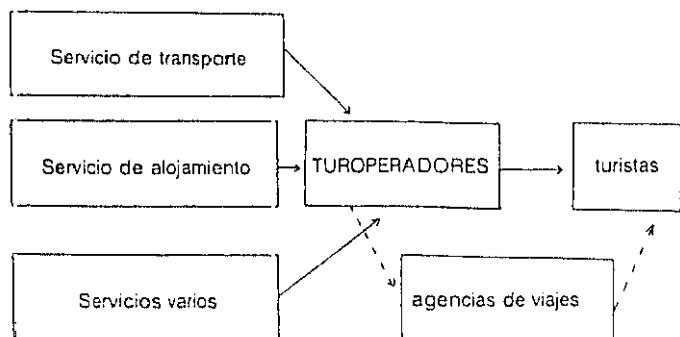 Servicio de transporte
Servicio de alojamiento
TUROPERADORES
turistas
Servicios varios
agencias de viajes